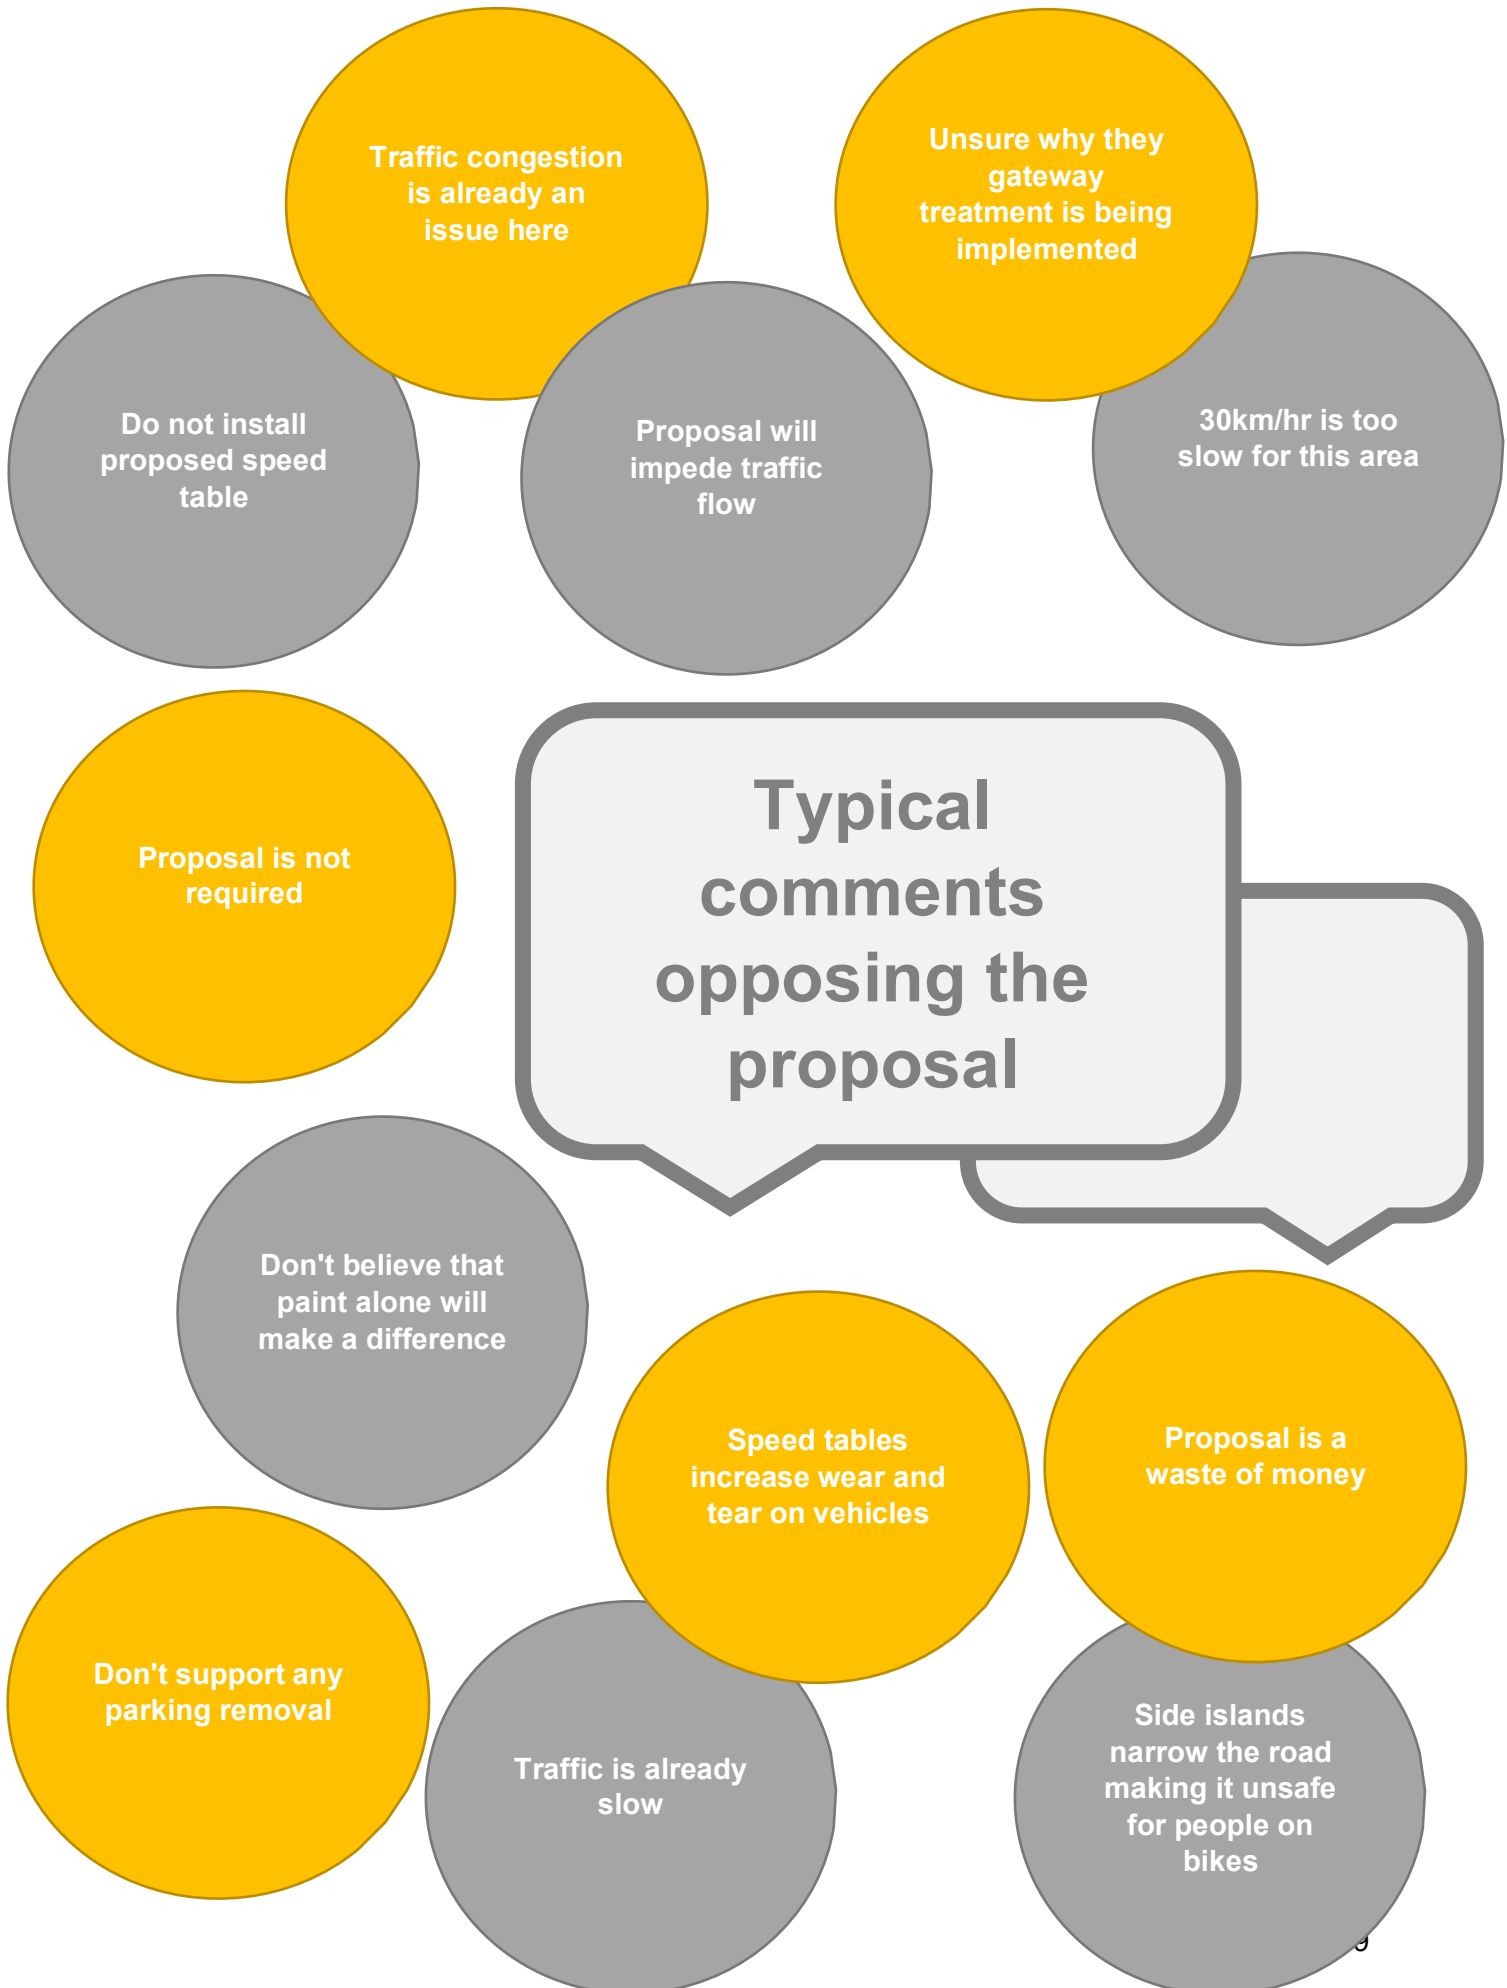 Traffic congestion
is already an
issue here
Unsure why they
gateway
treatment is being
implemented
Do not install
proposed speed
table
Proposal will
impede traffic
flow
30km/hr is too
slow for this area
Proposal is not
required
Typical
comments
opposing the
proposal
Don't believe that
paint alone will
make a difference
Speed tables
increase wear and
tear on vehicles
Proposal is a
waste of money
Don't support any
parking removal
Traffic is already
slow
Side islands
narrow the road
making it unsafe
for people on
bikes